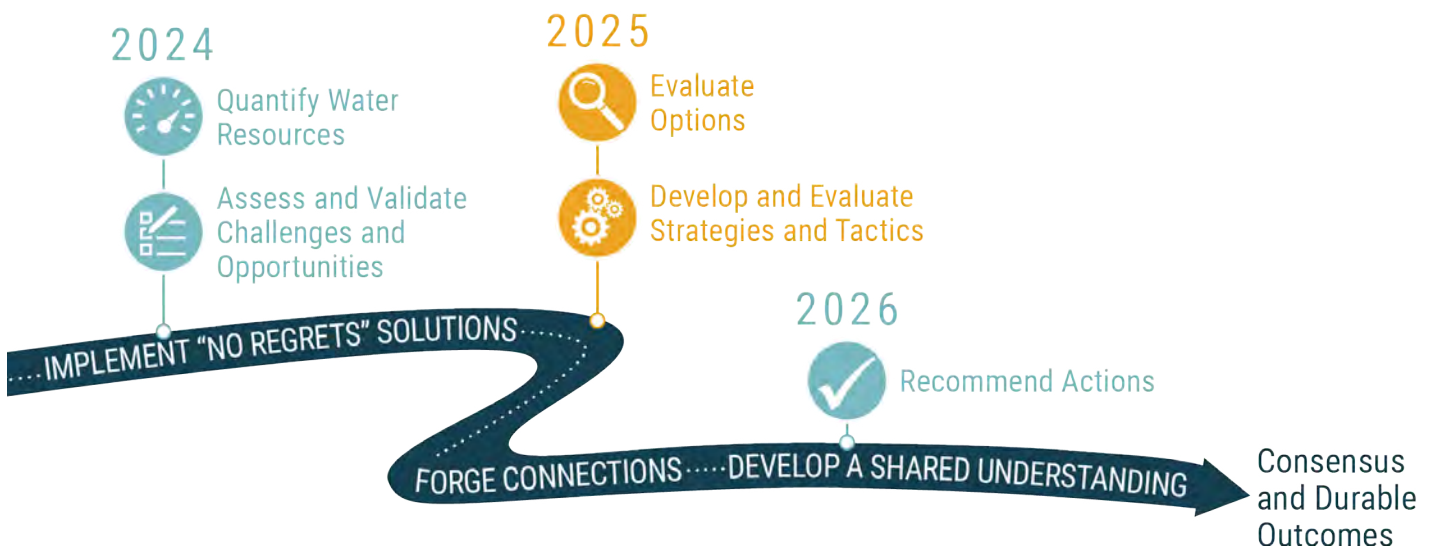 2024
Quantify Water
Resources
Assess and Validate
Challenges and
Opportunities
2025
Evaluate
Options
Develop and Evaluate
Strategies and Tactics
2026
Recommend Actions
....IMPLEMENT “NO REGRETS” SOLUTIONS
FORGE CONNECTIONS.....DEVELOP A SHARED UNDERSTANDING
Consensus
and Durable
Outcomes